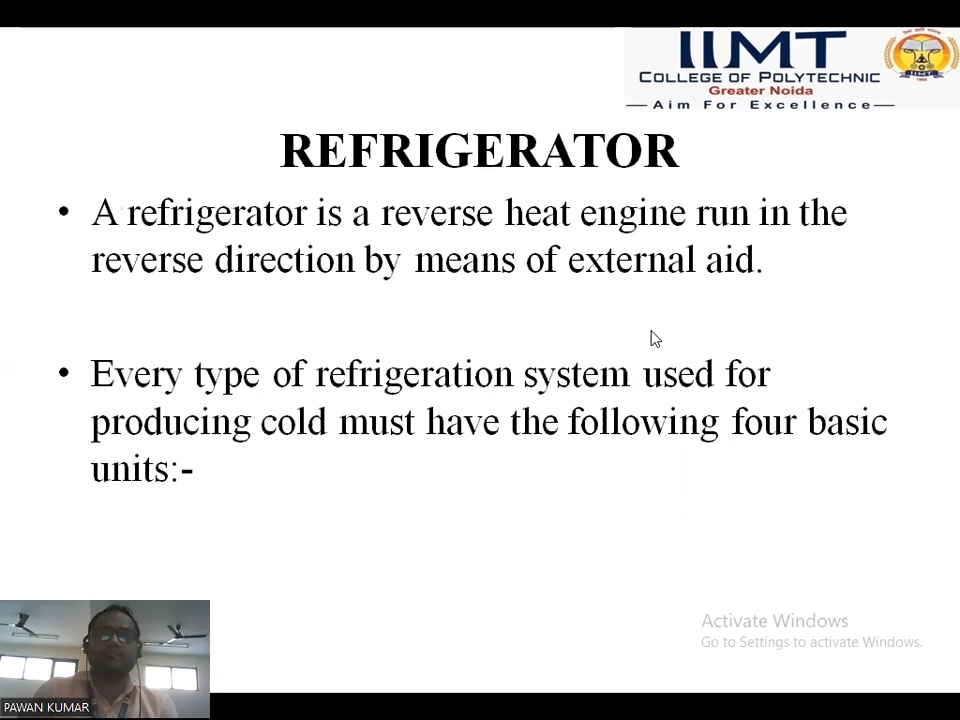 IIMT
COLLEGE OF POLYTECHNIC
Greater Noida
Aim For Excellence
IIMT
REFRIGERATOR
• A refrigerator is a reverse heat engine run in the
reverse direction by means of external aid.
• Every type of refrigeration system used for
producing cold must have the following four basic
units:-
Activate Windows
Go to Settings to activate Windows.
PAWAN KUMAR